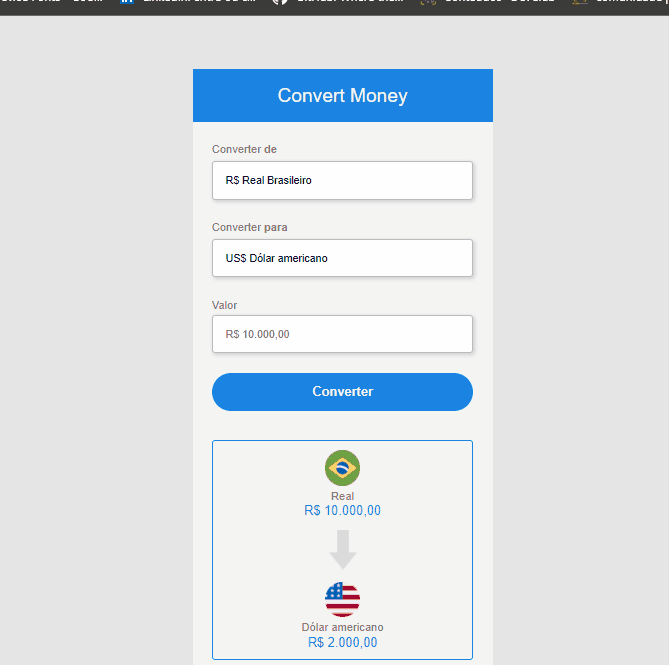 Convert Money
Converter de
R$ Real Brasileiro
Converter para
US$ Dólar americano
Valor
R$ 10.000,00
Converter
Real
R$ 10.000,00
Dólar americano
R$ 2.000,00